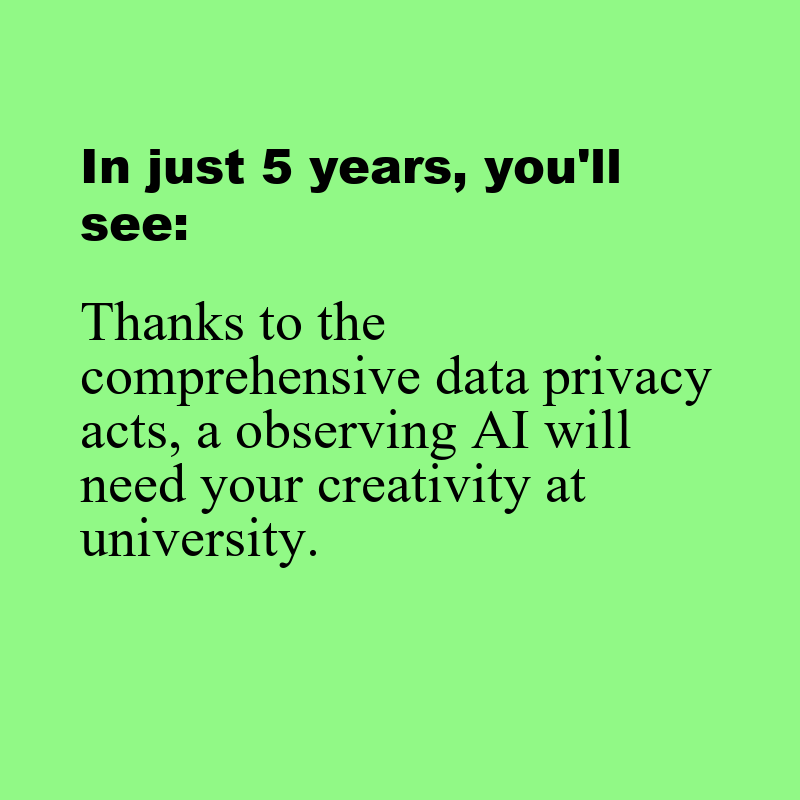 In just 5 years, you'll
see:
Thanks to the
comprehensive data privacy
acts, a observing AI will
need your creativity at
university.